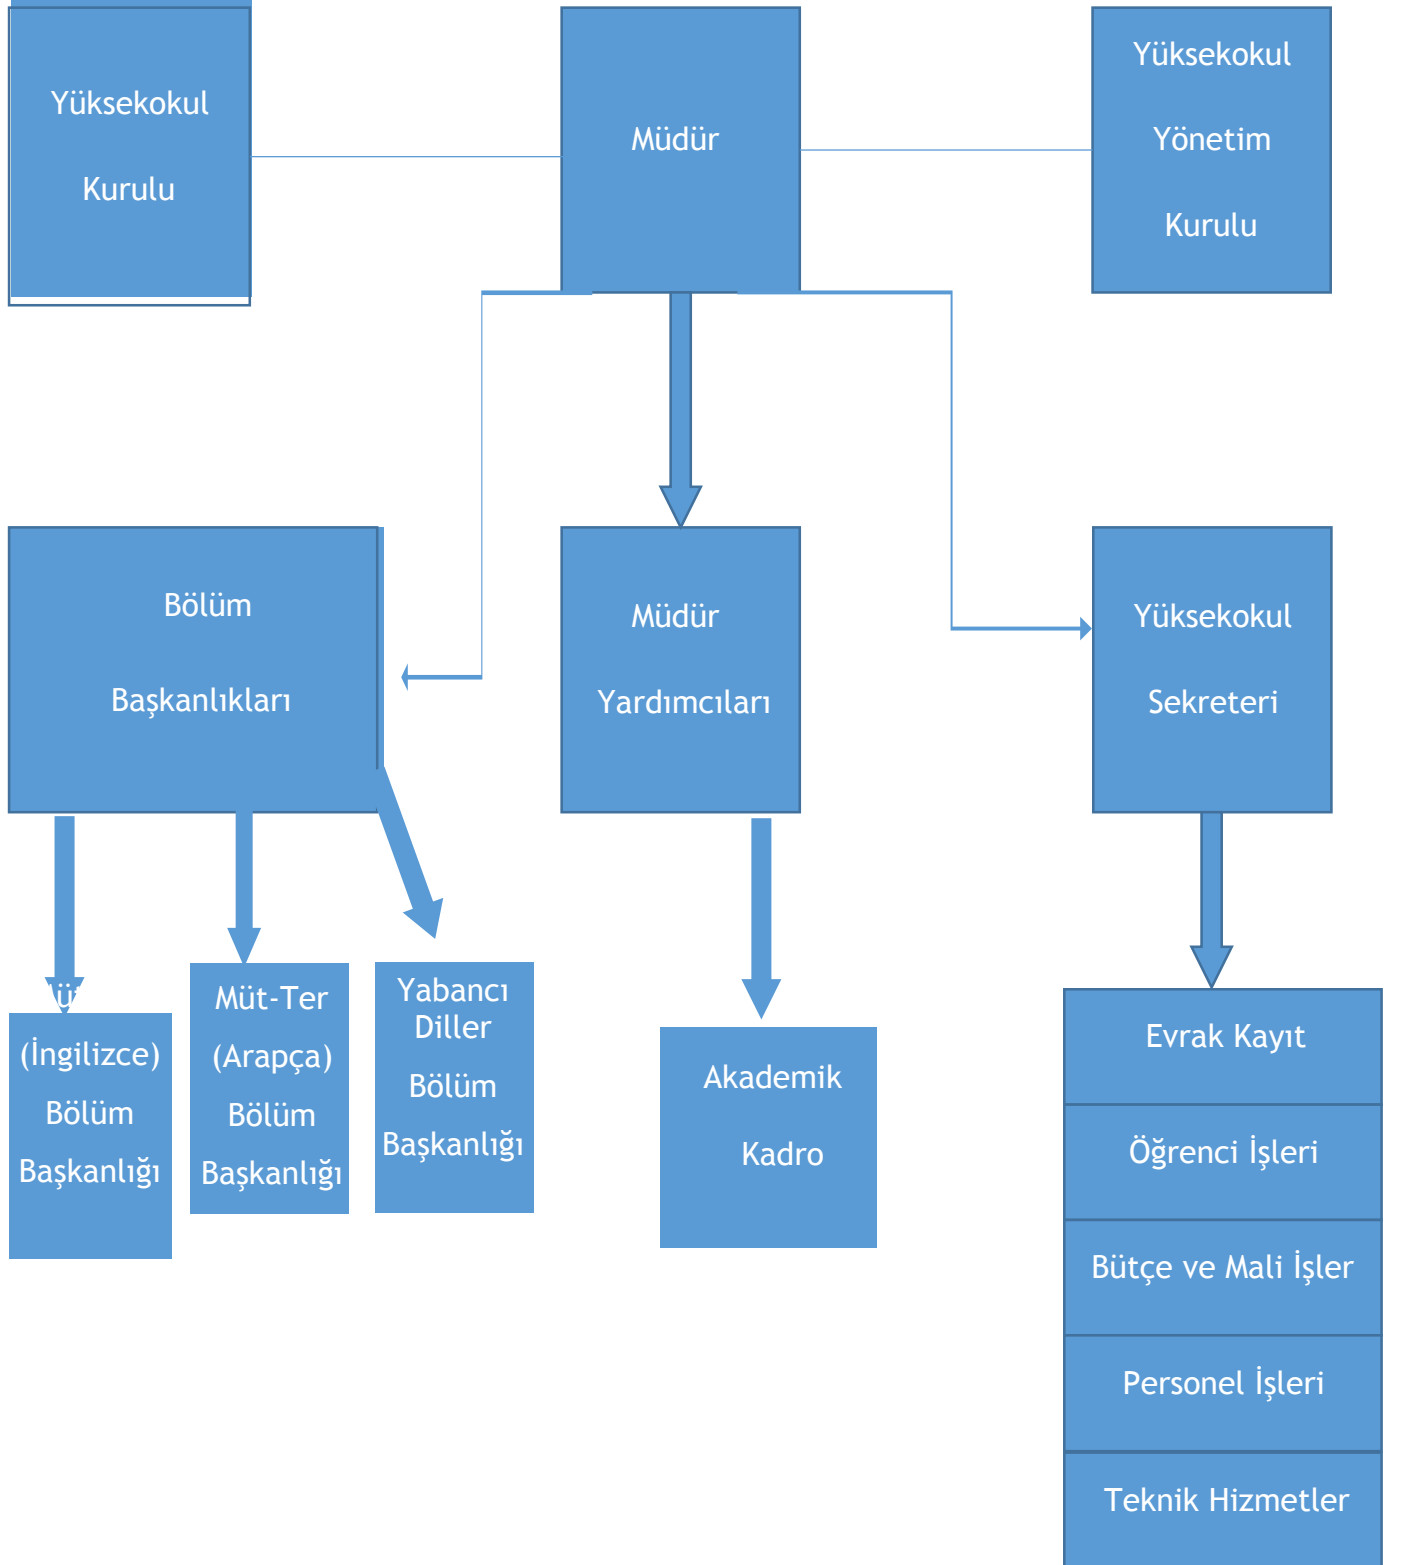 Yüksekokul
Kurulu
Müdür
Yüksekokul
Yönetim
Kurulu
Bölüm
Başkanlıkları
Müdür
Yardımcıları
Yüksekokul
Sekreteri
(İngilizce)
Bölüm
Başkanlığı
Müt-Ter
(Arapça)
Bölüm
Başkanlığı
Yabancı
Diller
Bölüm
Başkanlığı
Akademik
Kadro
Evrak Kayıt
Öğrenci İşleri
Bütçe ve Mali İşler
Personel İşleri
Teknik Hizmetler